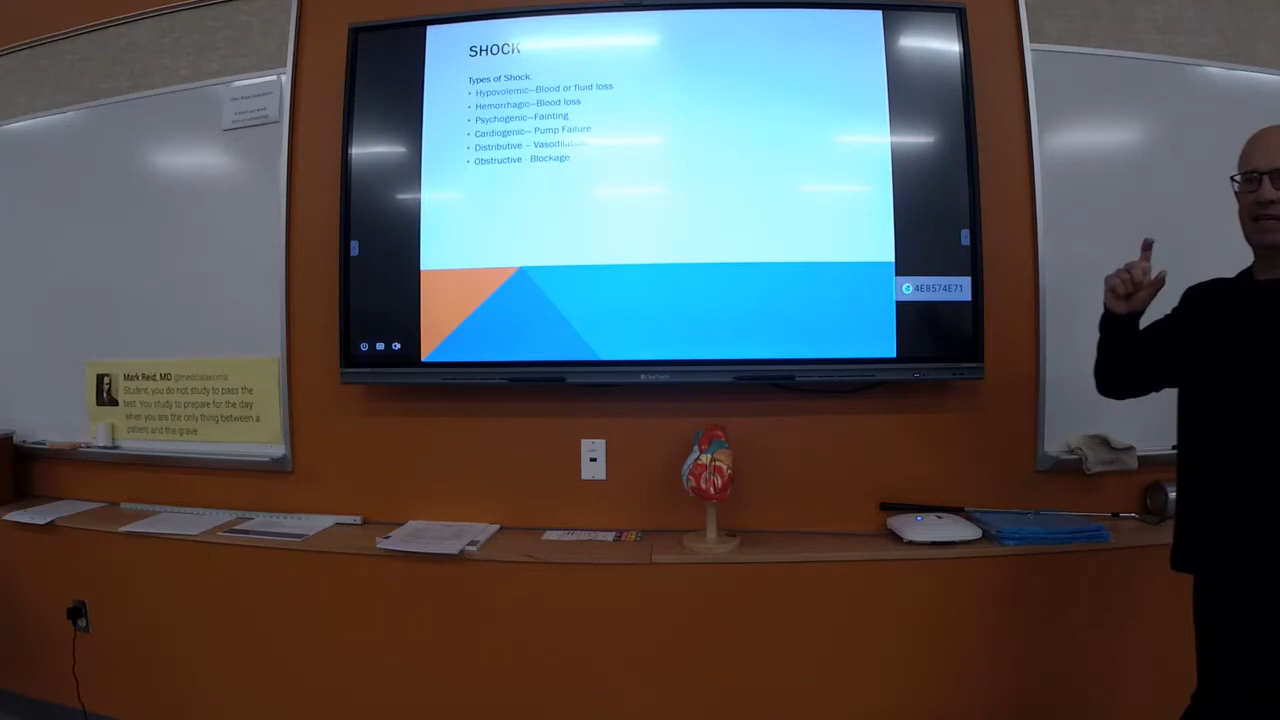 SHOCK
Types of Shock:
• Hypovolemic—Blood or fluid loss
• Hemorrhagic—Blood loss
• Psychogenic—Fainting
• Cardiogenic— Pump Failure
• Distributive – Vasodilation
• Obstructive - Blockage
4EB574E71
Mark Reid, MD @medicalaxioms
Student, you do not study to pass the
test. You study to prepare for the day
when you are the only thing between a
patient and the grave